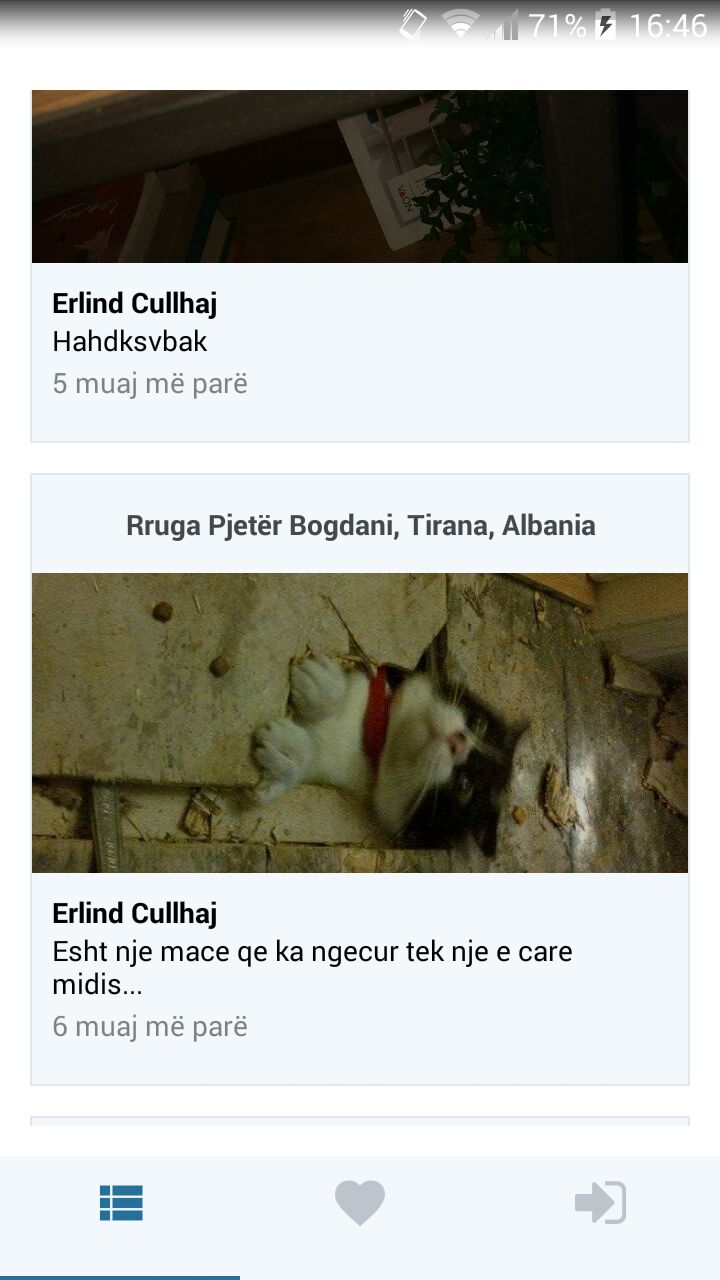 71% 16:46
Erlind Cullhaj
Hahdksvbak
5 muaj më parë
Rruga Pjetër Bogdani, Tirana, Albania
Erlind Cullhaj
Esht nje mace qe ka ngecur tek nje e care
midis...
6 muaj më parë